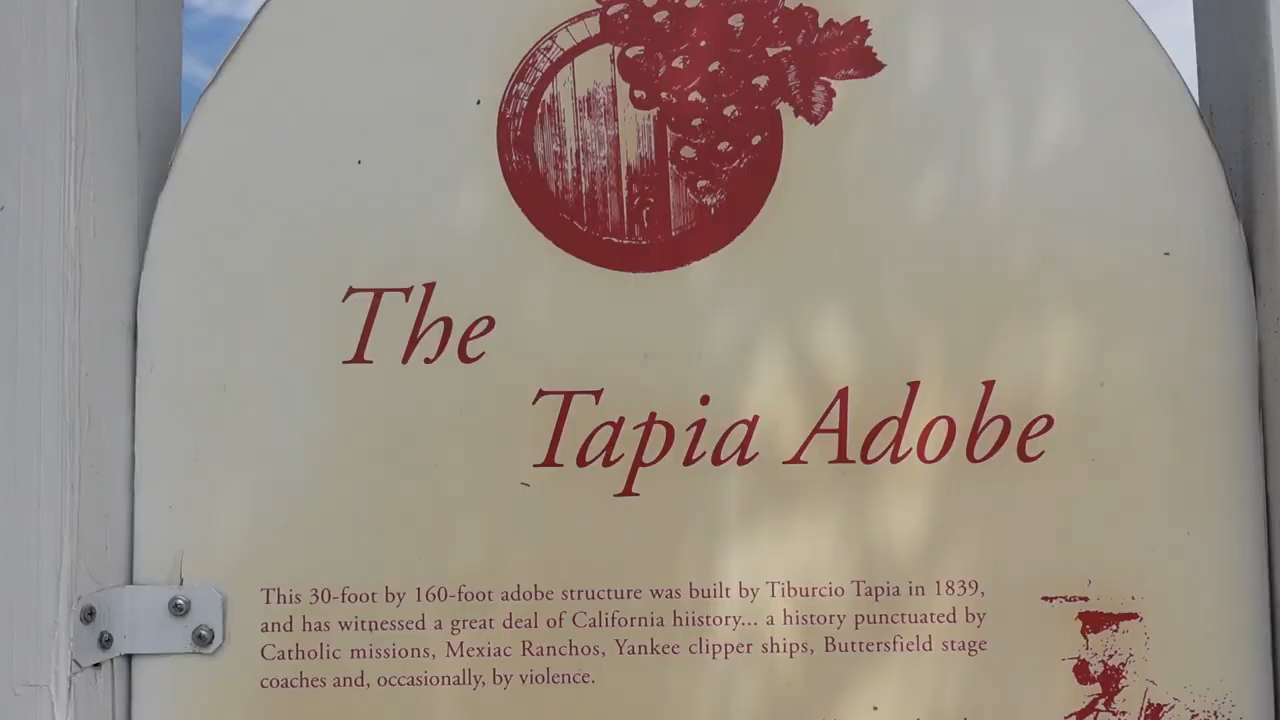 The
Tapia Adobe
This 30-foot by 160-foot adobe structure was built by Tiburcio Tapia in 1839,
and has witnessed a great deal of California hiistory... a history punctuated by
Catholic missions, Mexiac Ranchos, Yankee clipper ships, Buttersfield stage
coaches and, occasionally, by violence.